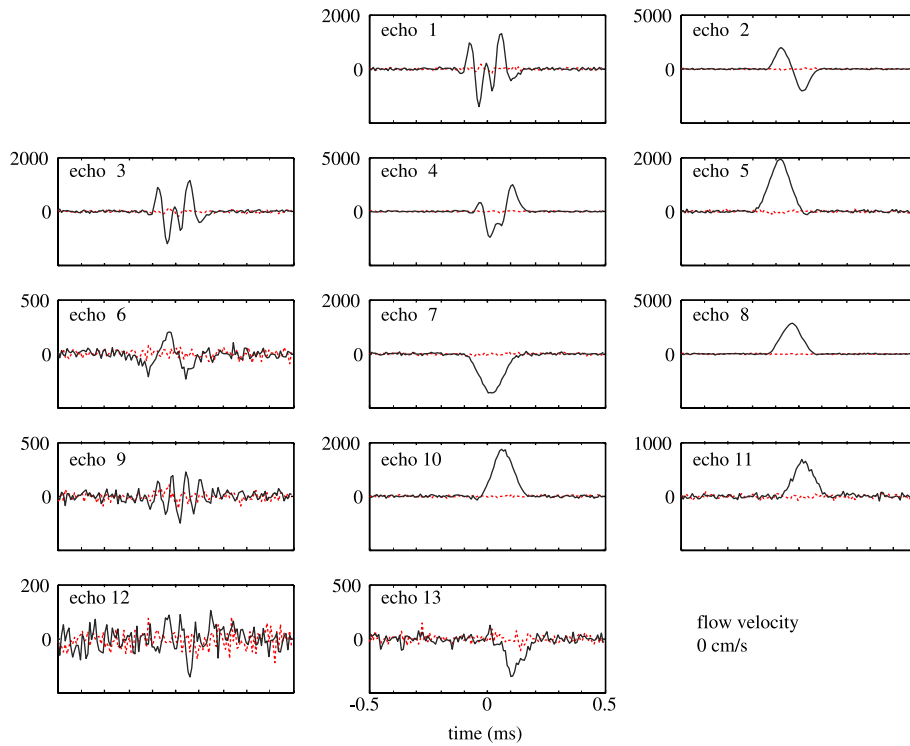 2000
echo 1
0
5000
echo 2
0
2000
echo 3
0
5000
echo 4
0
2000
echo 5
0
500
echo 6
0
2000
echo 7
0
5000
echo 8
0
500
echo 9
0
2000
echo 10
0
1000
echo 11
0
200
echo 12
0
500
echo 13
0
-0.5 0 0.5
time (ms)
flow velocity
0 cm/s